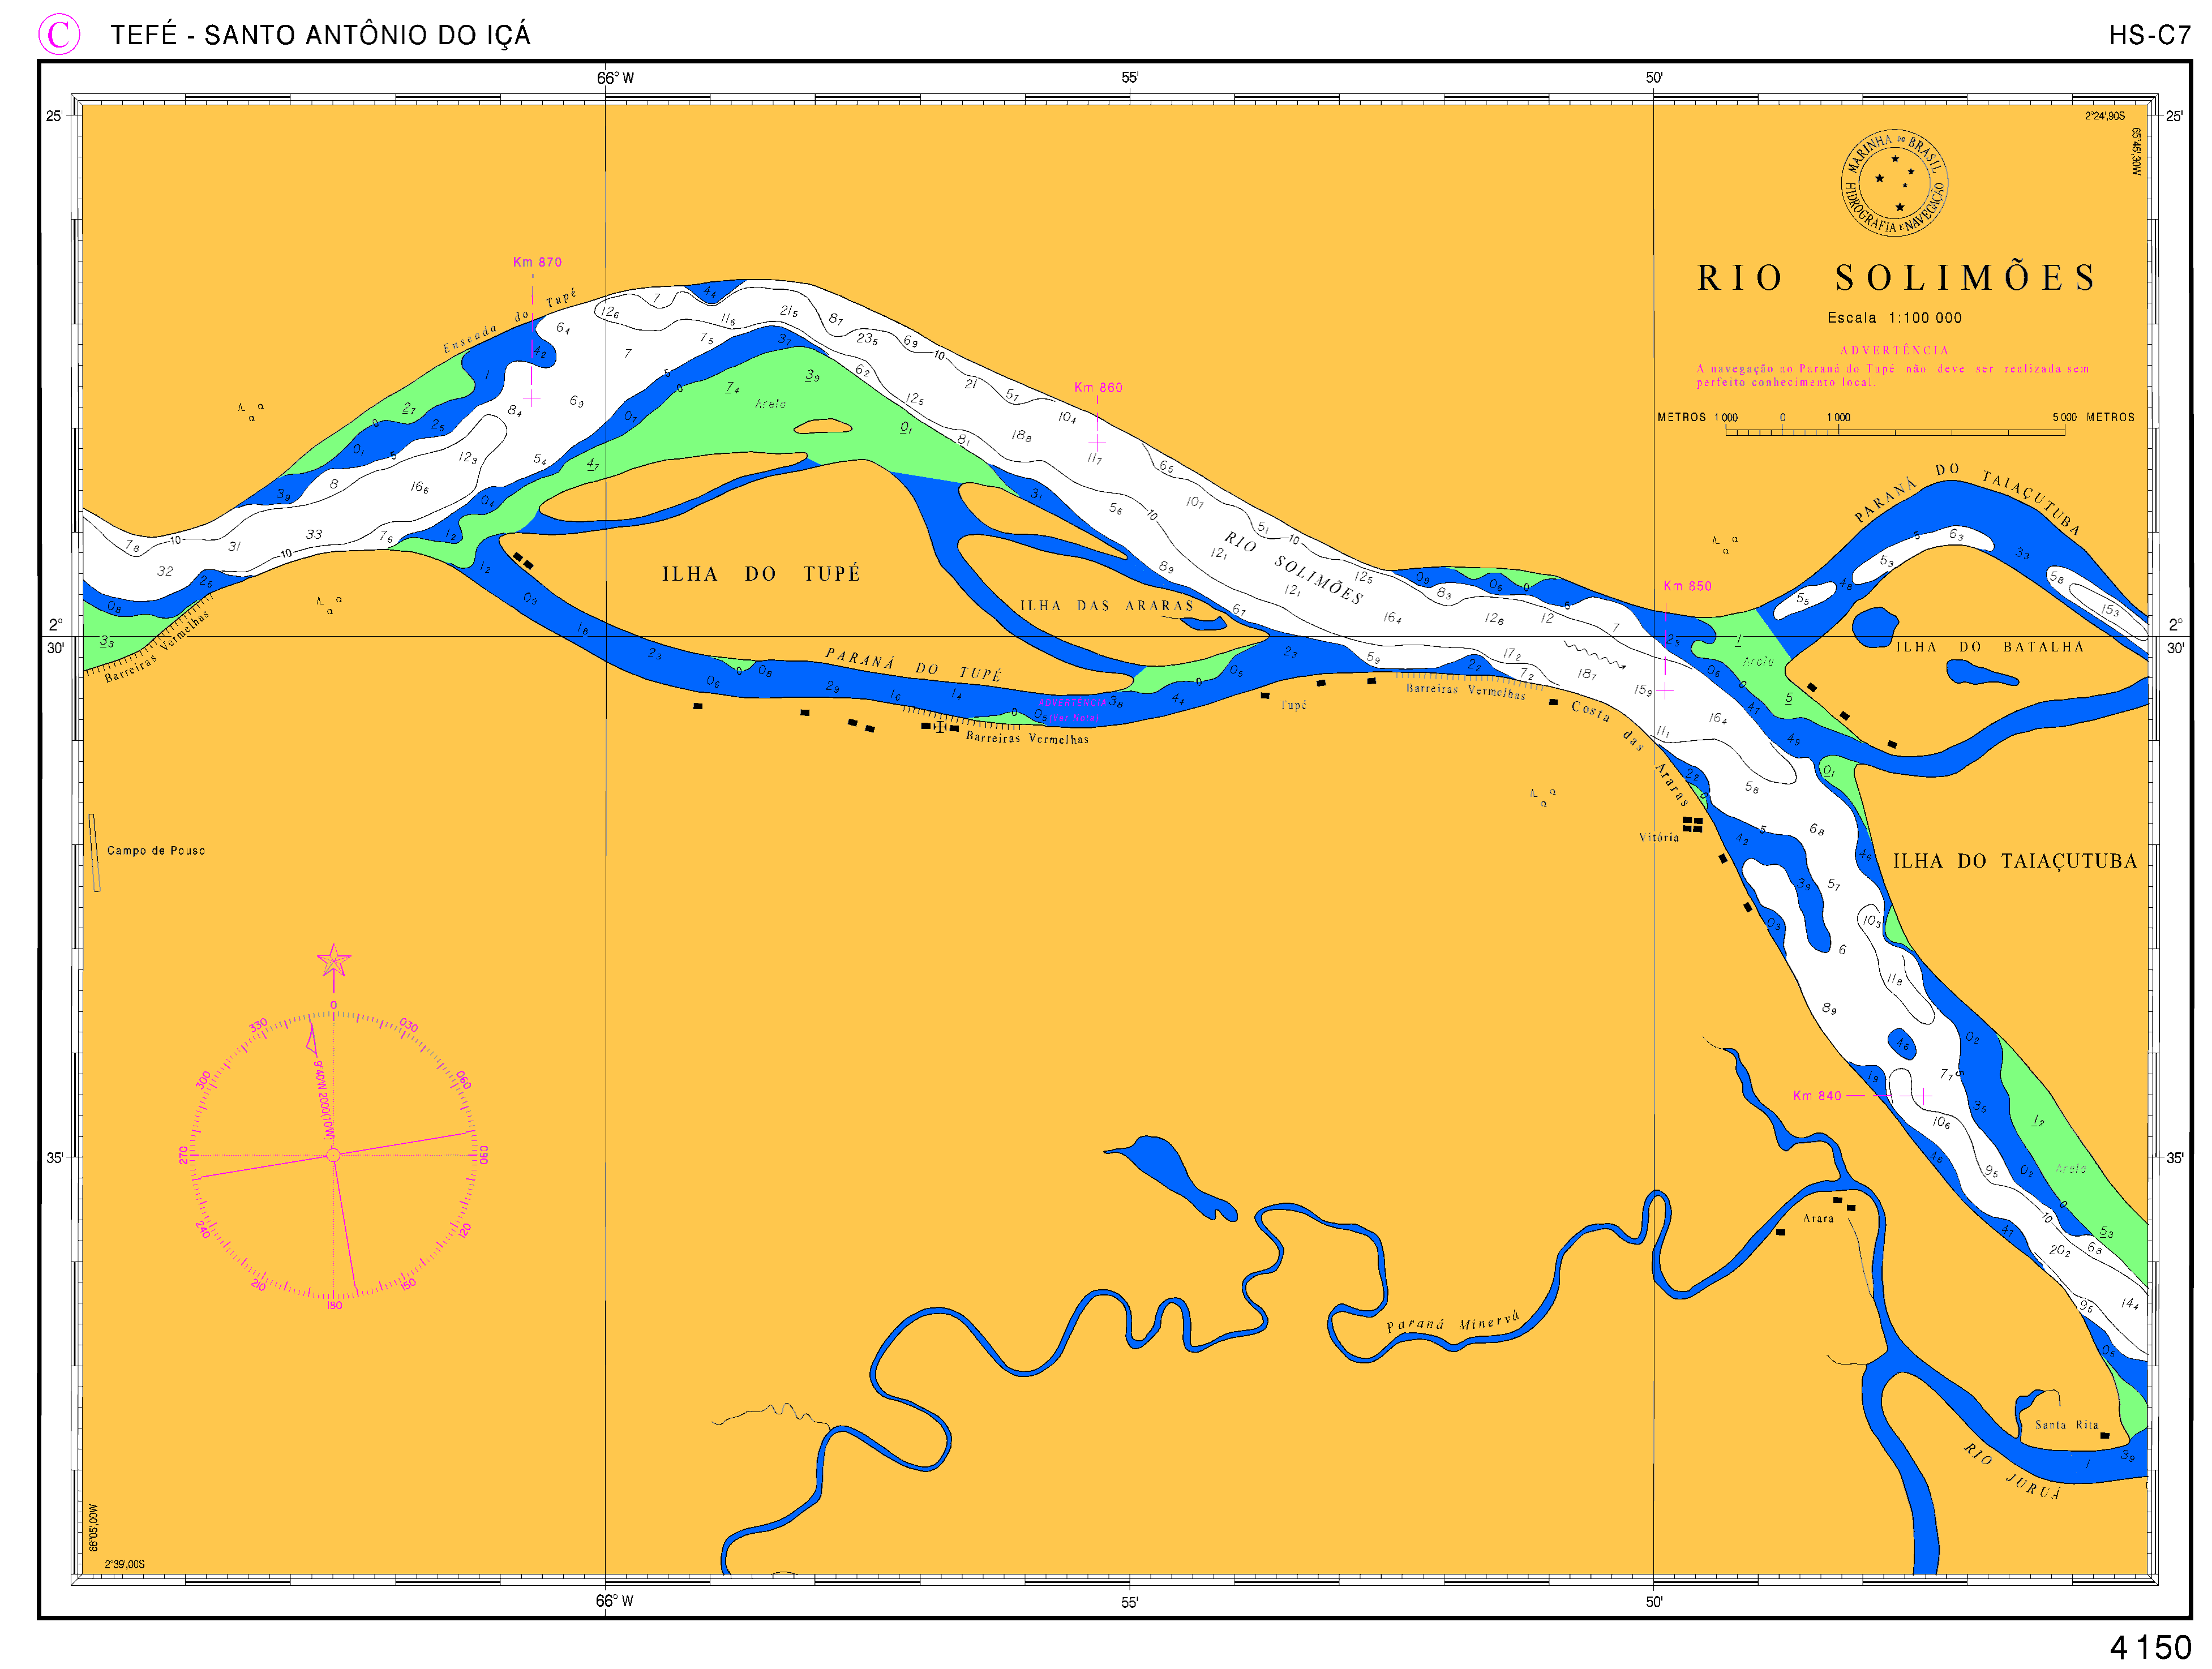 C TEFÉ - SANTO ANTÔNIO DO IÇÁ
HS-C7
66° W
55'
50'
25'
25'
2°24',90S
65°45',30W
MARINHA DO BRASIL
HIDROGRAFIA E NAVEGAÇÃO
RIO SOLIMÕES
Escala 1:100 000
ADVERTÊNCIA
A navegação no Paraná do Tupé não deve ser realizada sem
perfeito conhecimento local.
METROS 1 000 0 1 000 5 000 METROS
Km 870
Enseada do Tupé
Km 860
Areia
PARANÁ DO TAIAÇUTUBA
RIO SOLIMÕES
ILHA DO TUPÉ
ILHA DAS ARARAS
Km 850
2°
30'
2°
30'
Barreiras Vermelhas
PARANÁ DO TUPÉ
ILHA DO BATALHA
Areia
Barreiras Vermelhas
Tupé
Costa das Araras
ADVERTÊNCIA
(Ver Nota)
Barreiras Vermelhas
Vitória
Campo de Pouso
ILHA DO TAIAÇUTUBA
0
030
060
090
120
150
180
210
240
270
300
330
9°40'W 2000(10'W)
Km 840
35'
35'
Areia
Arara
Paraná Minervá
Santa Rita
RIO JURUÁ
66°05',00W
2°39',00S
66° W
55'
50'
4 150